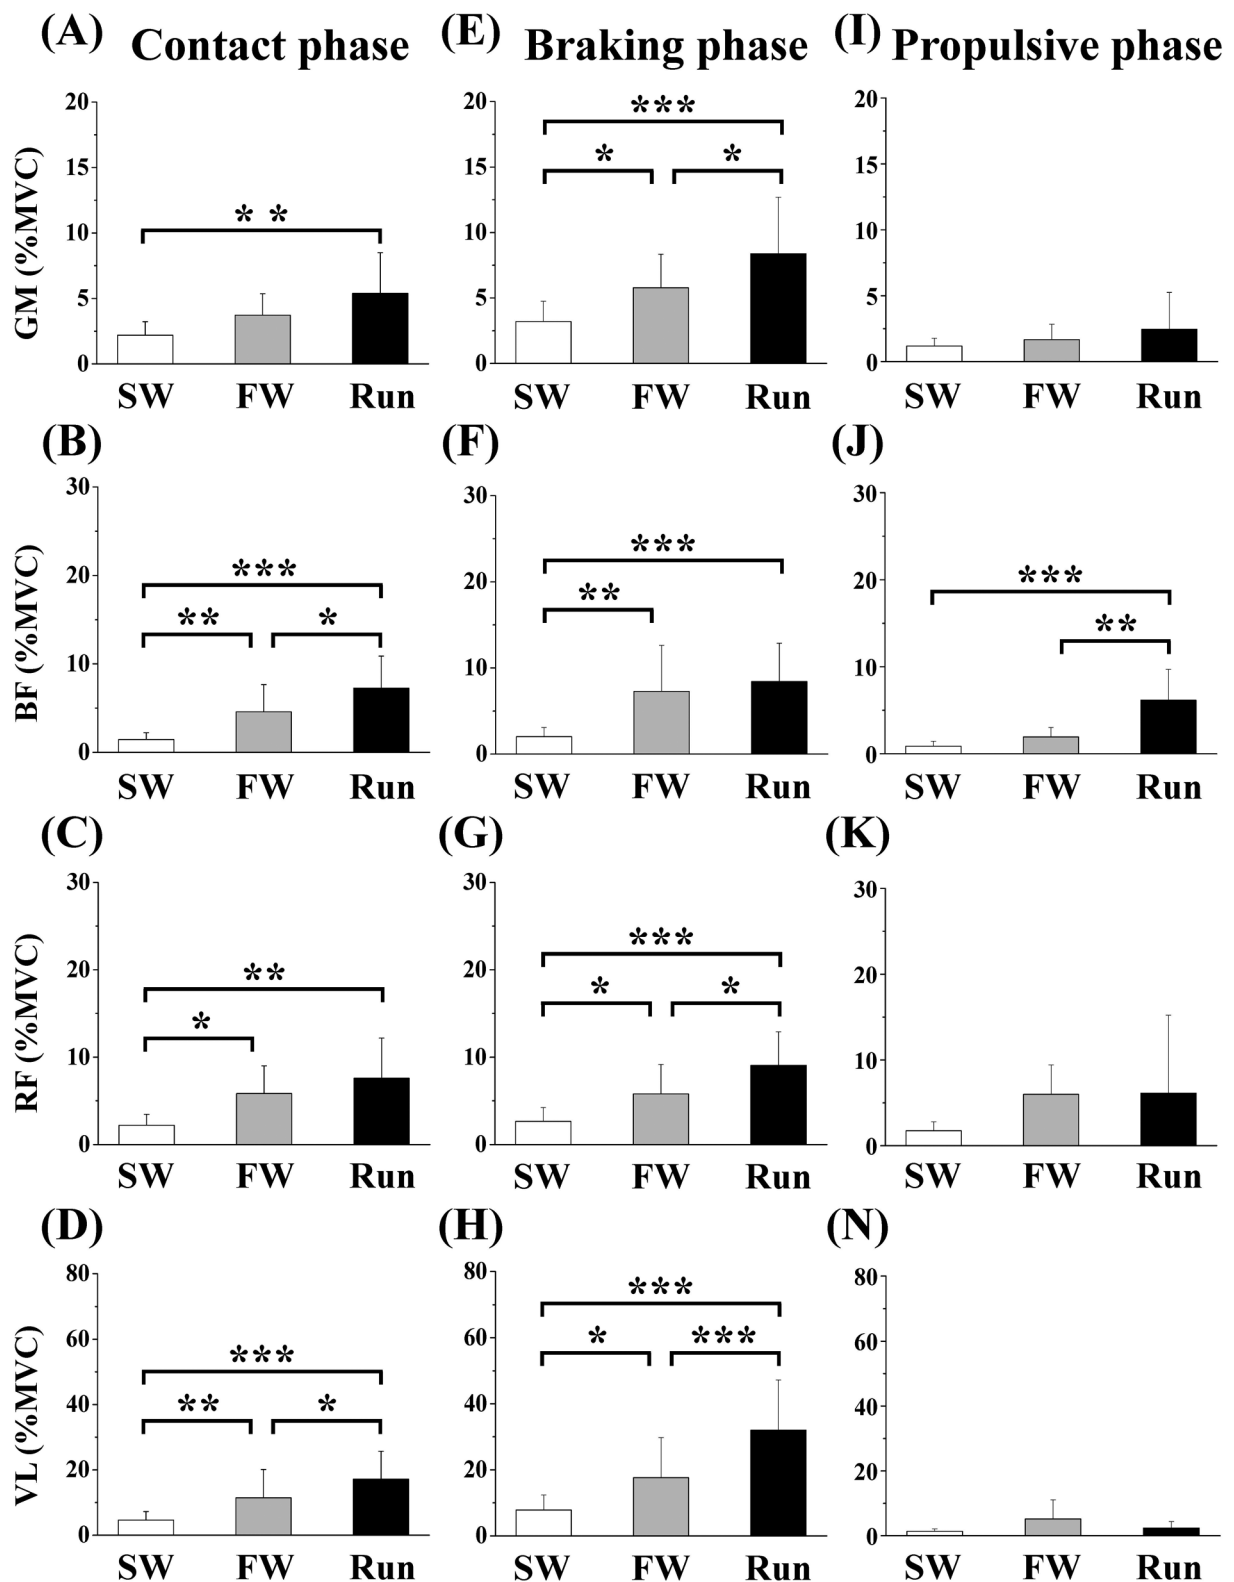 (A) Contact phase (E) Braking phase (I) Propulsive phase
GM (%MVC)
20 15 10 5 0
* *
SW FW Run
20 15 10 5 0
***
* *
SW FW Run
20 15 10 5 0
SW FW Run
(B) (F) (J)
BF (%MVC)
30 20 10 0
***
** *
SW FW Run
30 20 10 0
***
**
SW FW Run
30 20 10 0
***
**
SW FW Run
(C) (G) (K)
RF (%MVC)
30 20 10 0
**
*
SW FW Run
30 20 10 0
***
* *
SW FW Run
30 20 10 0
SW FW Run
(D) (H) (N)
VL (%MVC)
80 60 40 20 0
***
** *
SW FW Run
80 60 40 20 0
***
* ***
SW FW Run
80 60 40 20 0
SW FW Run